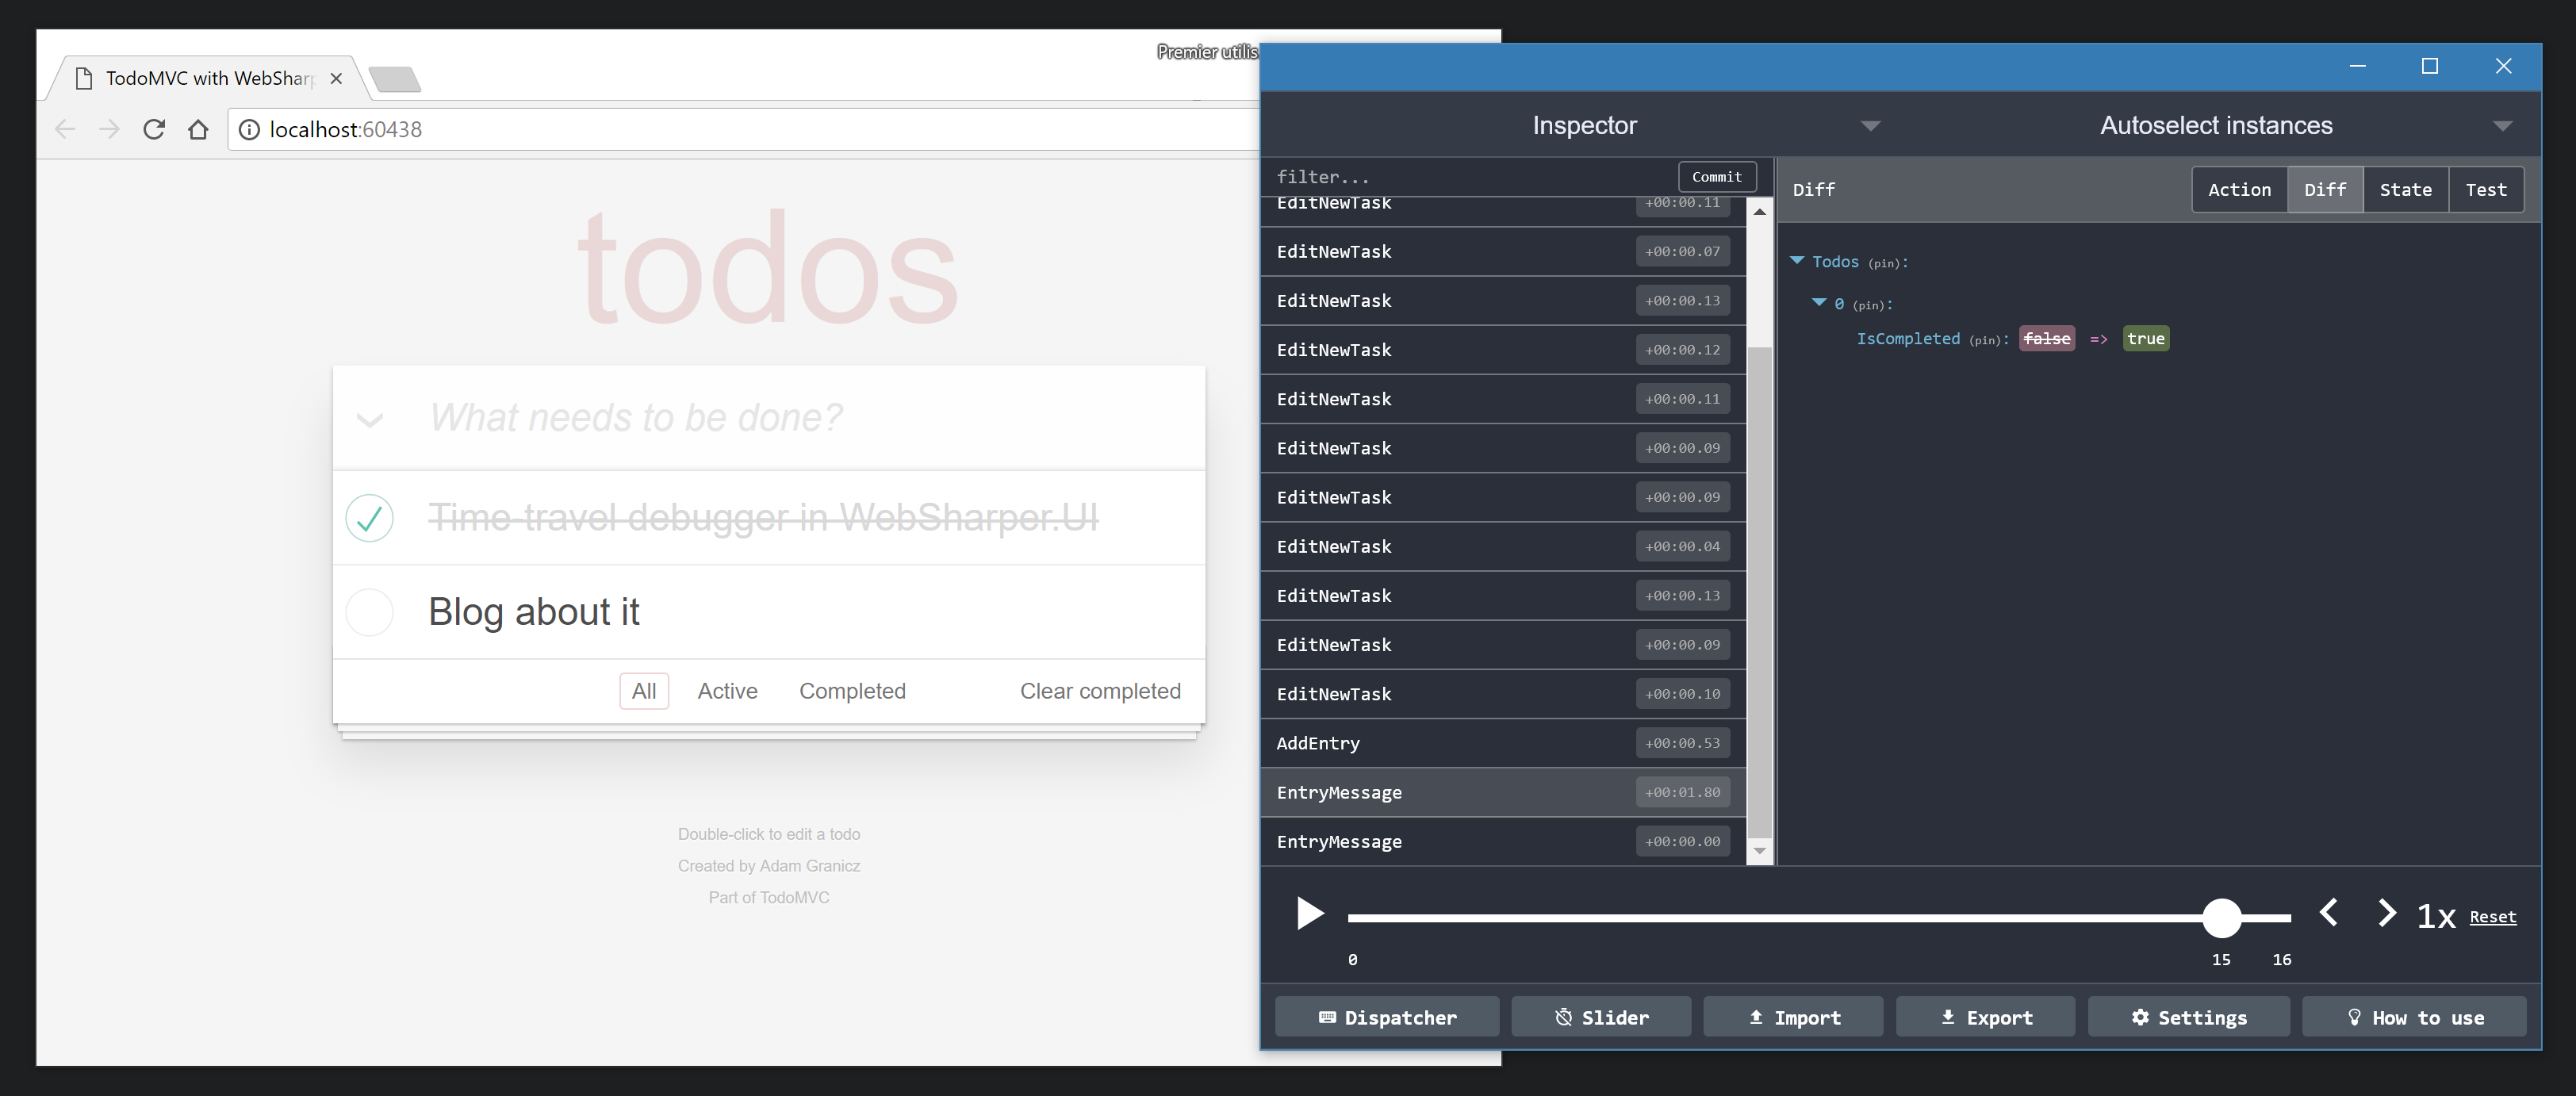 Premier utilis
TodoMVC with WebSharp
localhost:60438
todos
What needs to be done?
Time travel debugger in WebSharper.UI
Blog about it
All Active Completed Clear completed
Double-click to edit a todo
Created by Adam Granicz
Part of TodoMVC
Inspector Autoselect instances
filter... Commit
EditNewTask +00:00.11
EditNewTask +00:00.07
EditNewTask +00:00.13
EditNewTask +00:00.12
EditNewTask +00:00.11
EditNewTask +00:00.09
EditNewTask +00:00.09
EditNewTask +00:00.04
EditNewTask +00:00.13
EditNewTask +00:00.09
EditNewTask +00:00.10
AddEntry +00:00.53
EntryMessage +00:01.80
EntryMessage +00:00.00
Diff Action Diff State Test
Todos (pin):
0 (pin):
IsCompleted (pin): false => true
1x Reset
0 15 16
Dispatcher Slider Import Export Settings How to use